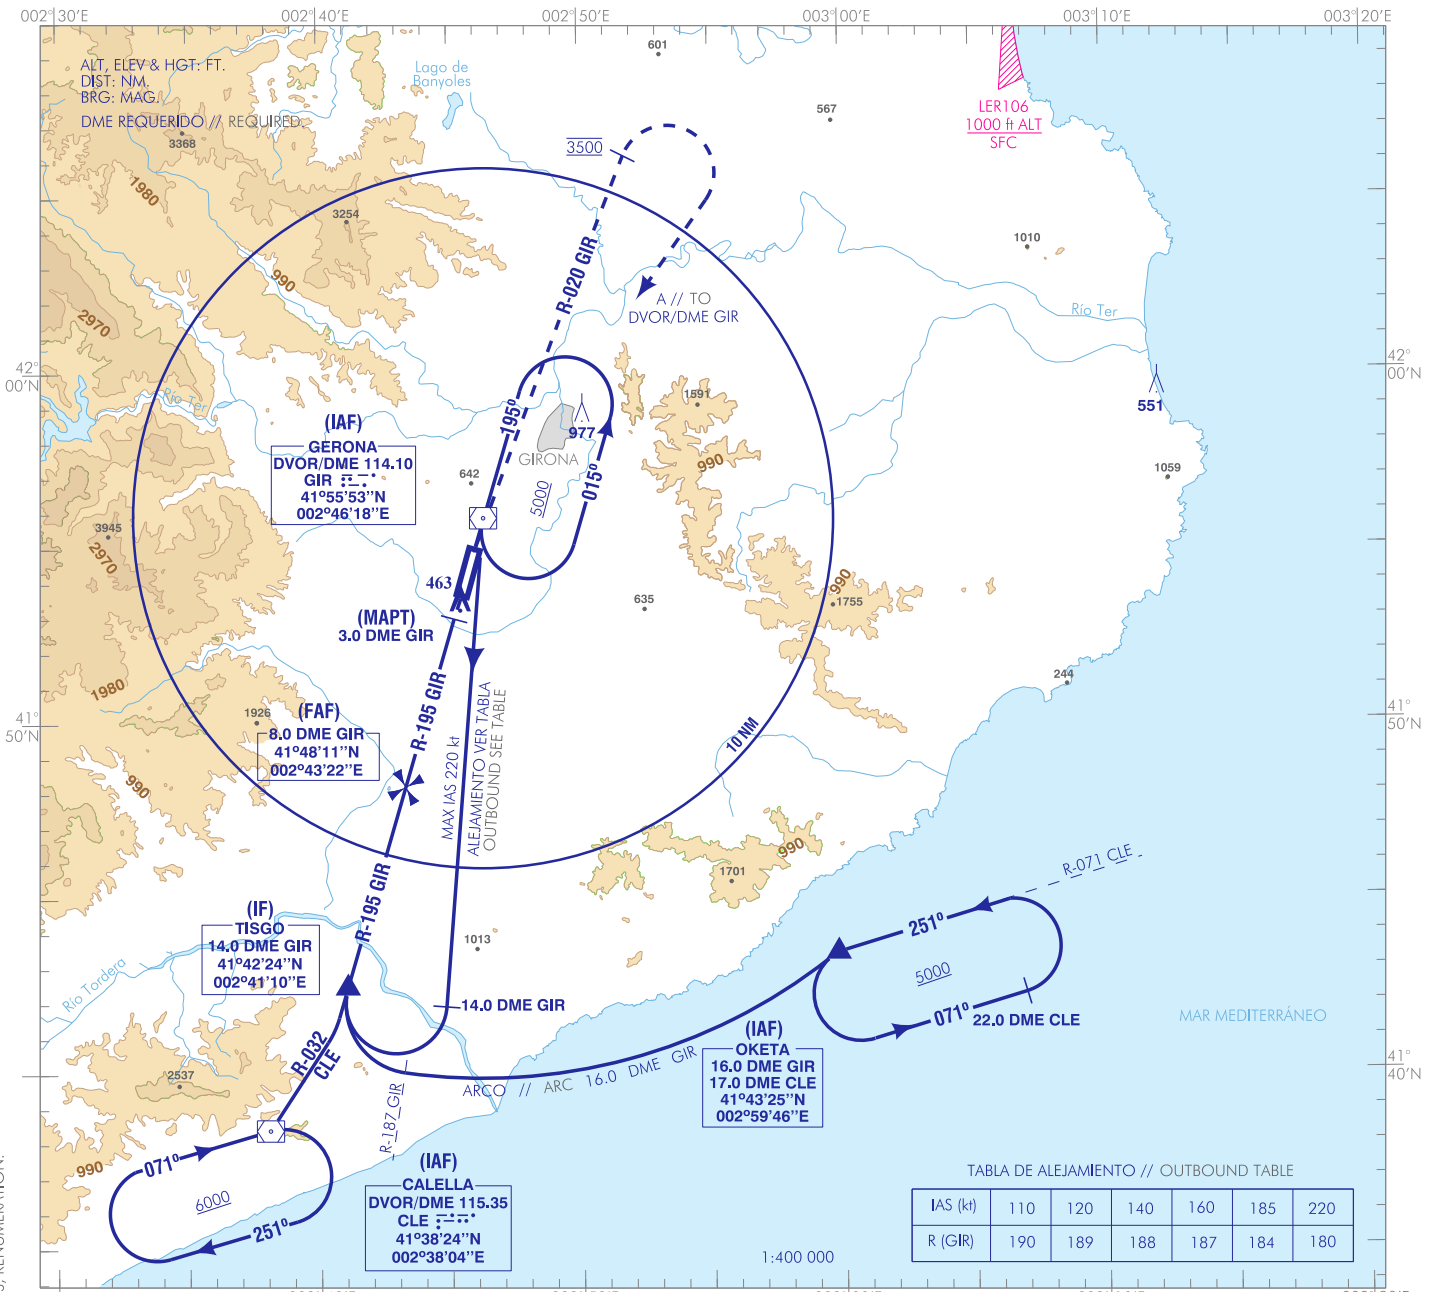 002°30'E
002°40'E
002°50'E
003°00'E
003°10'E
003°20'E
ALT, ELEV & HGT: FT.
DIST: NM.
BRG: MAG.
DME REQUERIDO // REQUIRED.
3368
Lago de
Banyoles
601
567
LER106
1000 ft ALT
SFC
3500
1980
3254
990
R-020 GIR
A // TO
DVOR/DME GIR
1010
Río Ter
2970
42°
00'N
42°
00'N
Río Ter
551
1591
990
(IAF)
GERONA
DVOR/DME 114.10
GIR
41°55'53"N
002°46'18"E
195°
977
GIRONA
642
5000
015°
1059
3945
2970
463
(MAPT)
3.0 DME GIR
635
990
1755
244
1980
1926
(FAF)
8.0 DME GIR
41°48'11"N
002°43'22"E
R-195 GIR
MAX IAS 220 kt
ALEJAMIENTO VER TABLA
OUTBOUND SEE TABLE
10 NM
41°
50'N
41°
50'N
990
990
1701
R-071 CLE
R-195 GIR
(IF)
TISGO
14.0 DME GIR
41°42'24"N
002°41'10"E
1013
251°
5000
071°
22.0 DME CLE
Río Tordera
14.0 DME GIR
MAR MEDITERRÁNEO
(IAF)
OKETA
16.0 DME GIR
17.0 DME CLE
41°43'25"N
002°59'46"E
R-032
CLE
2537
ARCO // ARC 16.0 DME GIR
R-187 GIR
41°
40'N
990
071°
6000
251°
(IAF)
CALELLA
DVOR/DME 115.35
CLE
41°38'24"N
002°38'04"E
1:400 000
TABLA DE ALEJAMIENTO // OUTBOUND TABLE
IAS (kt) 110 120 140 160 185 220
R (GIR) 190 189 188 187 184 180